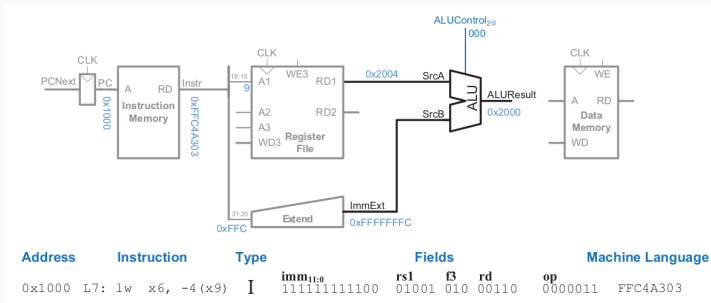 ALUControl2:0
000
CLK
CLK
CLK
PCNext
PC
A
RD
Instr
19:15
A1
WE3
RD1
0x2004
SrcA
WE
9
Instruction
Memory
0x1000
0xFFC4A303
ALU
ALUResult
0x2000
A
RD
A2
RD2
SrcB
A3
Data
Memory
WD3
Register
File
WD
31:20
Extend
ImmExt
0xFFC
0xFFFFFFFC
Address Instruction Type Fields Machine Language
imm11:0 rs1 f3 rd op
0x1000 L7: lw x6, -4(x9) I 111111111100 01001 010 00110 0000011 FFC4A303